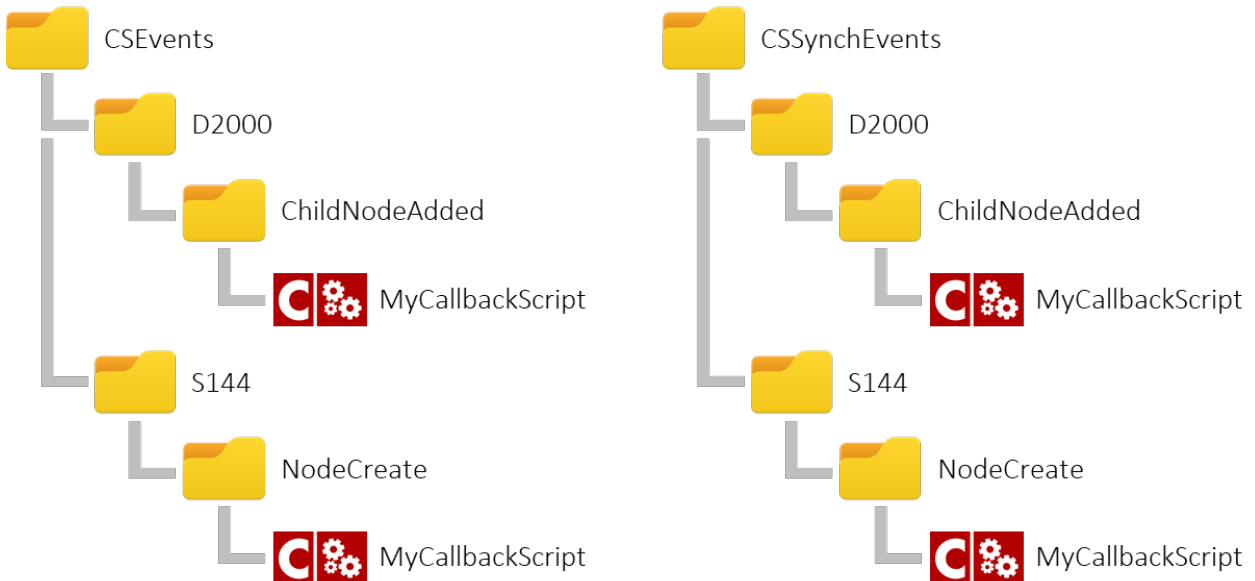 CSEvents
D2000
ChildNodeAdded
MyCallbackScript
S144
NodeCreate
MyCallbackScript
CSSynchEvents
D2000
ChildNodeAdded
MyCallbackScript
S144
NodeCreate
MyCallbackScript